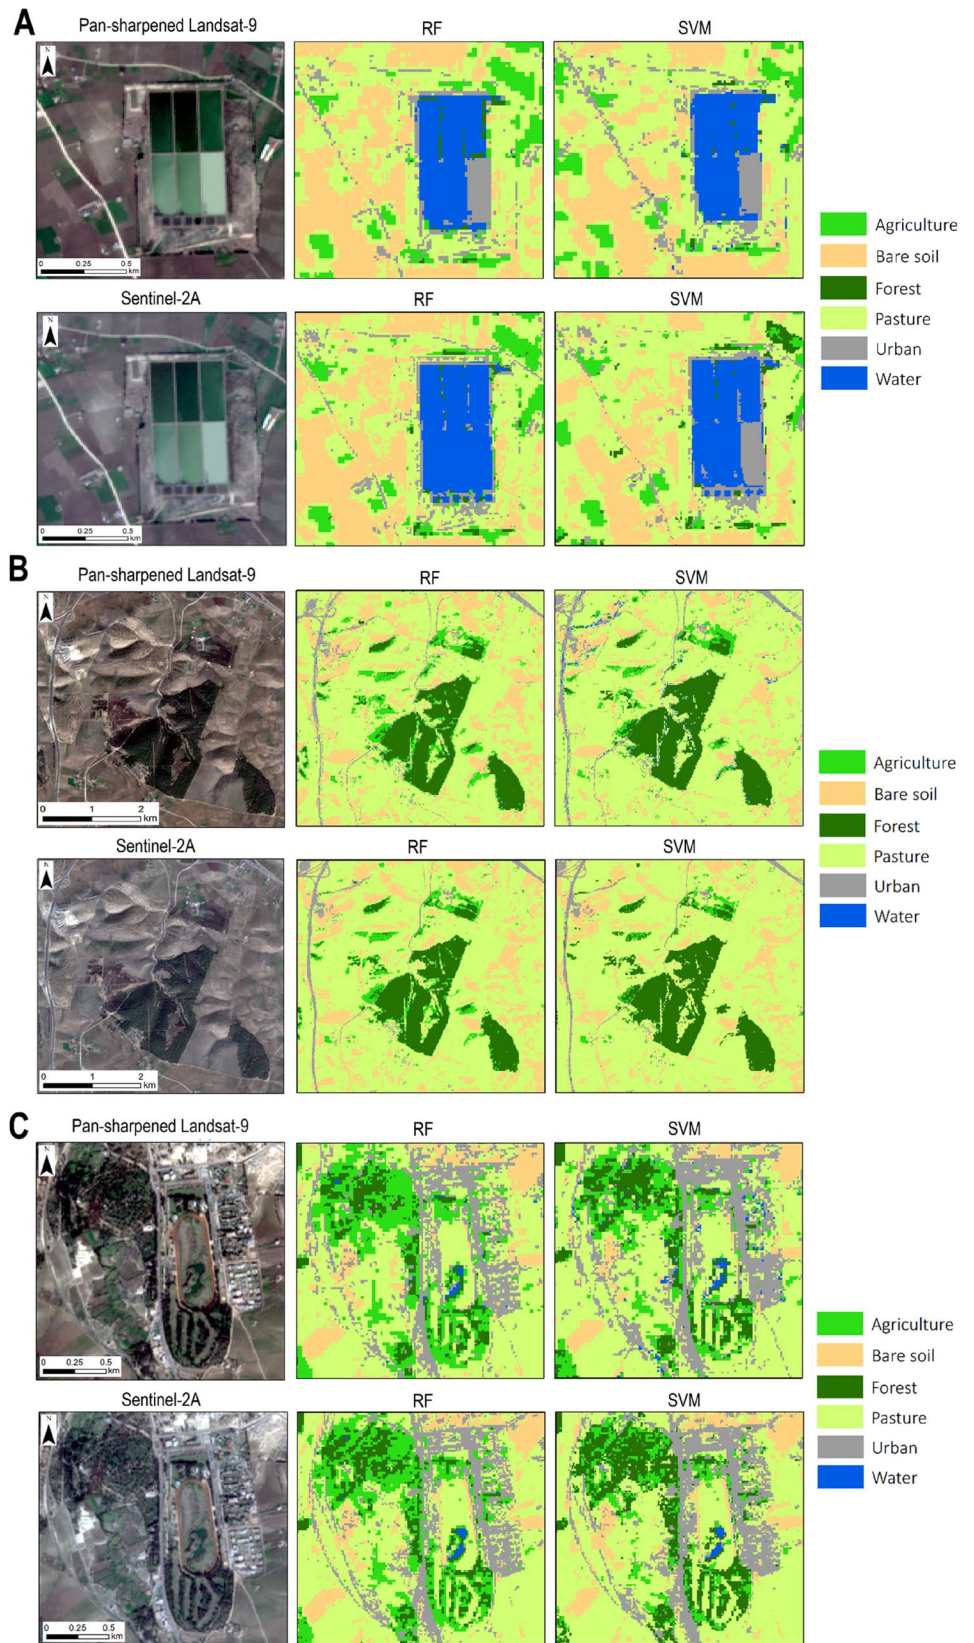 A
Pan-sharpened Landsat-9 RF SVM
N
0 0.25 0.5
km
Agriculture
Bare soil
Forest
Pasture
Urban
Water
Sentinel-2A RF SVM
N
0 0.25 0.5
km
B
Pan-sharpened Landsat-9 RF SVM
N
0 1 2
km
Agriculture
Bare soil
Forest
Pasture
Urban
Water
Sentinel-2A RF SVM
N
0 1 2
km
C
Pan-sharpened Landsat-9 RF SVM
N
0 0.25 0.5
km
Agriculture
Bare soil
Forest
Pasture
Urban
Water
Sentinel-2A RF SVM
N
0 0.25 0.5
km